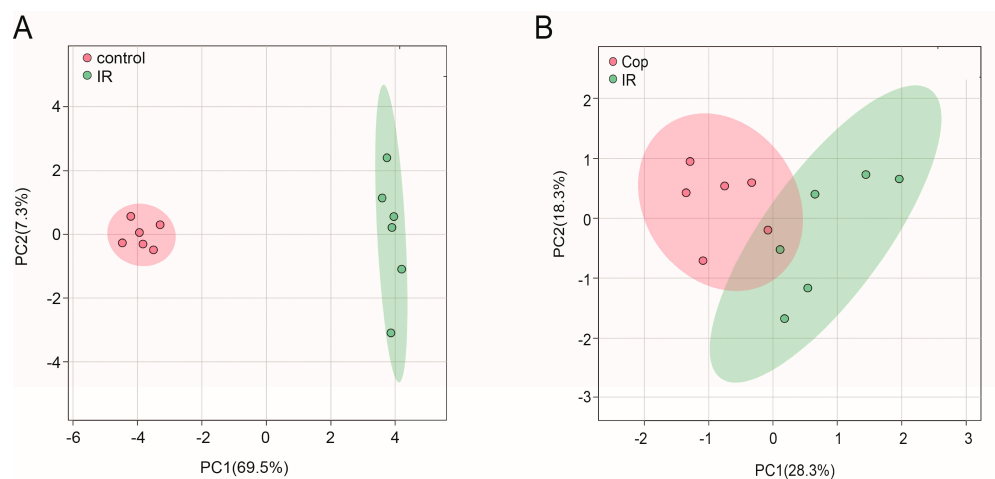 A
control
IR
4
2
0
-2
-4
PC2(7.3%)
-6
-4
-2
0
2
4
PC1(69.5%)
B
Cop
IR
2
1
0
-1
-2
-3
PC2(18.3%)
-2
-1
0
1
2
3
PC1(28.3%)